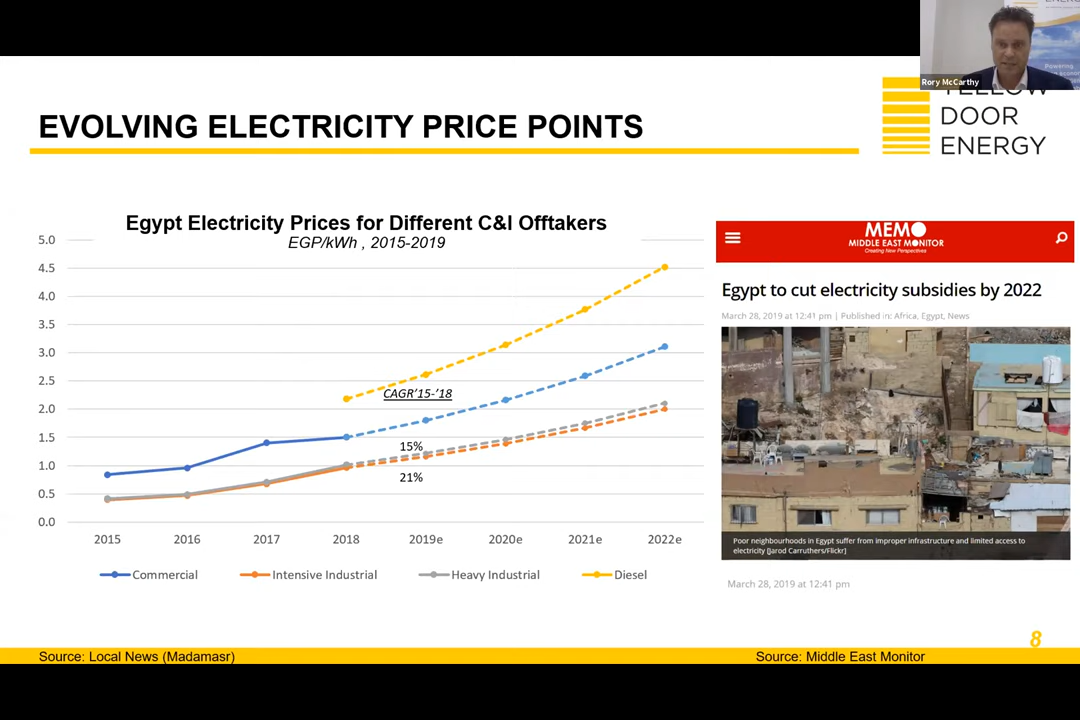 Rory McCarthy
YELLOW
DOOR
ENERGY
EVOLVING ELECTRICITY PRICE POINTS
Egypt Electricity Prices for Different C&I Offtakers
EGP/kWh , 2015-2019
5.0
4.5
4.0
3.5
3.0
2.5
2.0
1.5
1.0
0.5
0.0
CAGR'15-'18
15%
21%
2015 2016 2017 2018 2019e 2020e 2021e 2022e
Commercial Intensive Industrial Heavy Industrial Diesel
MEMO
MIDDLE EAST MONITOR
Creating New Perspectives
Egypt to cut electricity subsidies by 2022
March 28, 2019 at 12:41 pm | Published in: Africa, Egypt, News
Poor neighbourhoods in Egypt suffer from improper infrastructure and limited access to
electricity [Jarod Carruthers/Flickr]
March 28, 2019 at 12:41 pm
8
Source: Local News (Madamasr)
Source: Middle East Monitor